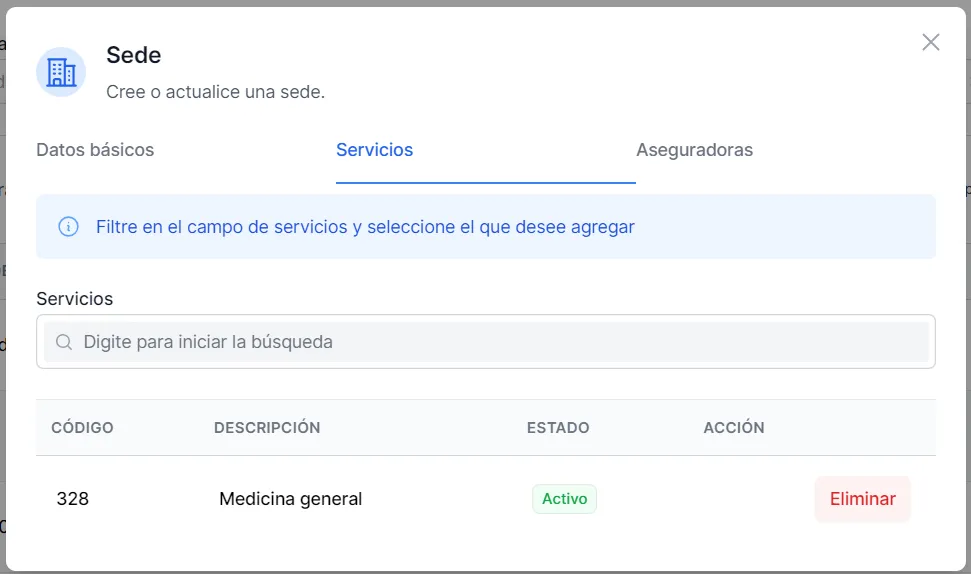 Sede
Cree o actualice una sede.
Datos básicos Servicios Aseguradoras
Filtre en el campo de servicios y seleccione el que desee agregar
Servicios
Digite para iniciar la búsqueda
CÓDIGO DESCRIPCIÓN ESTADO ACCIÓN
328 Medicina general Activo Eliminar